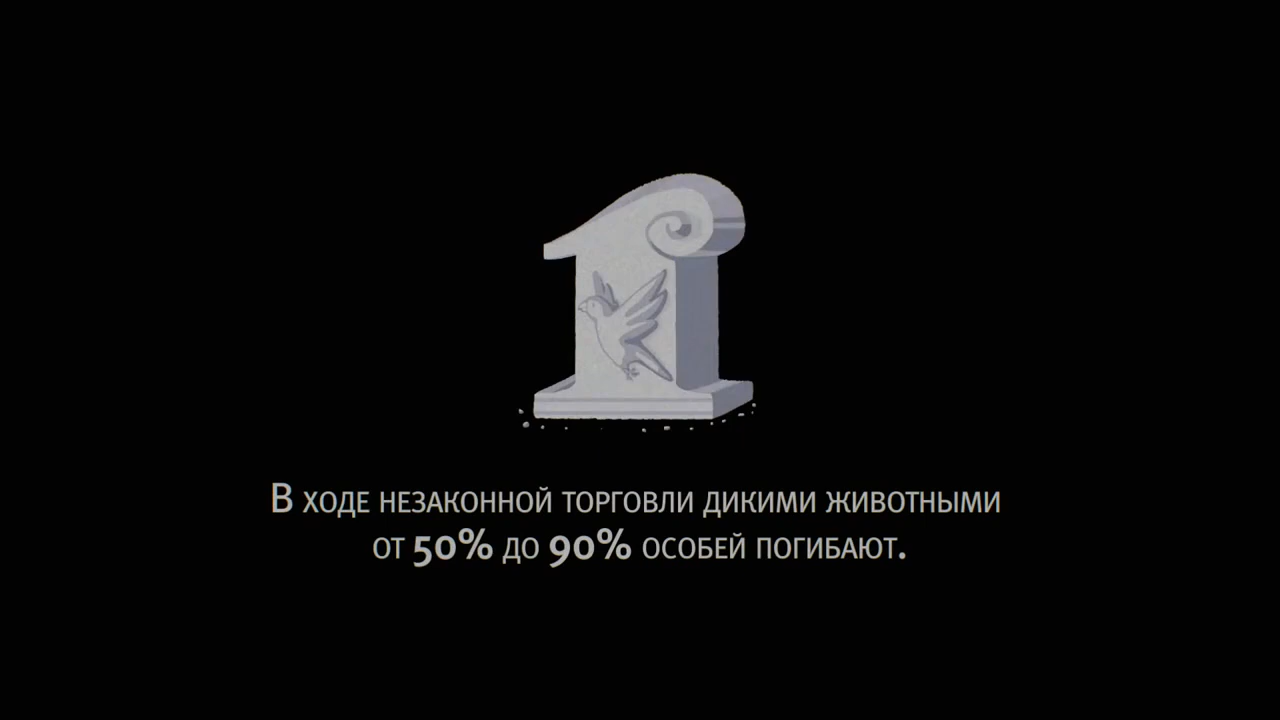 В ХОДЕ НЕЗАКОННОЙ ТОРГОВЛИ ДИКИМИ ЖИВОТНЫМИ
ОТ 50% ДО 90% ОСОБЕЙ ПОГИБАЮТ.